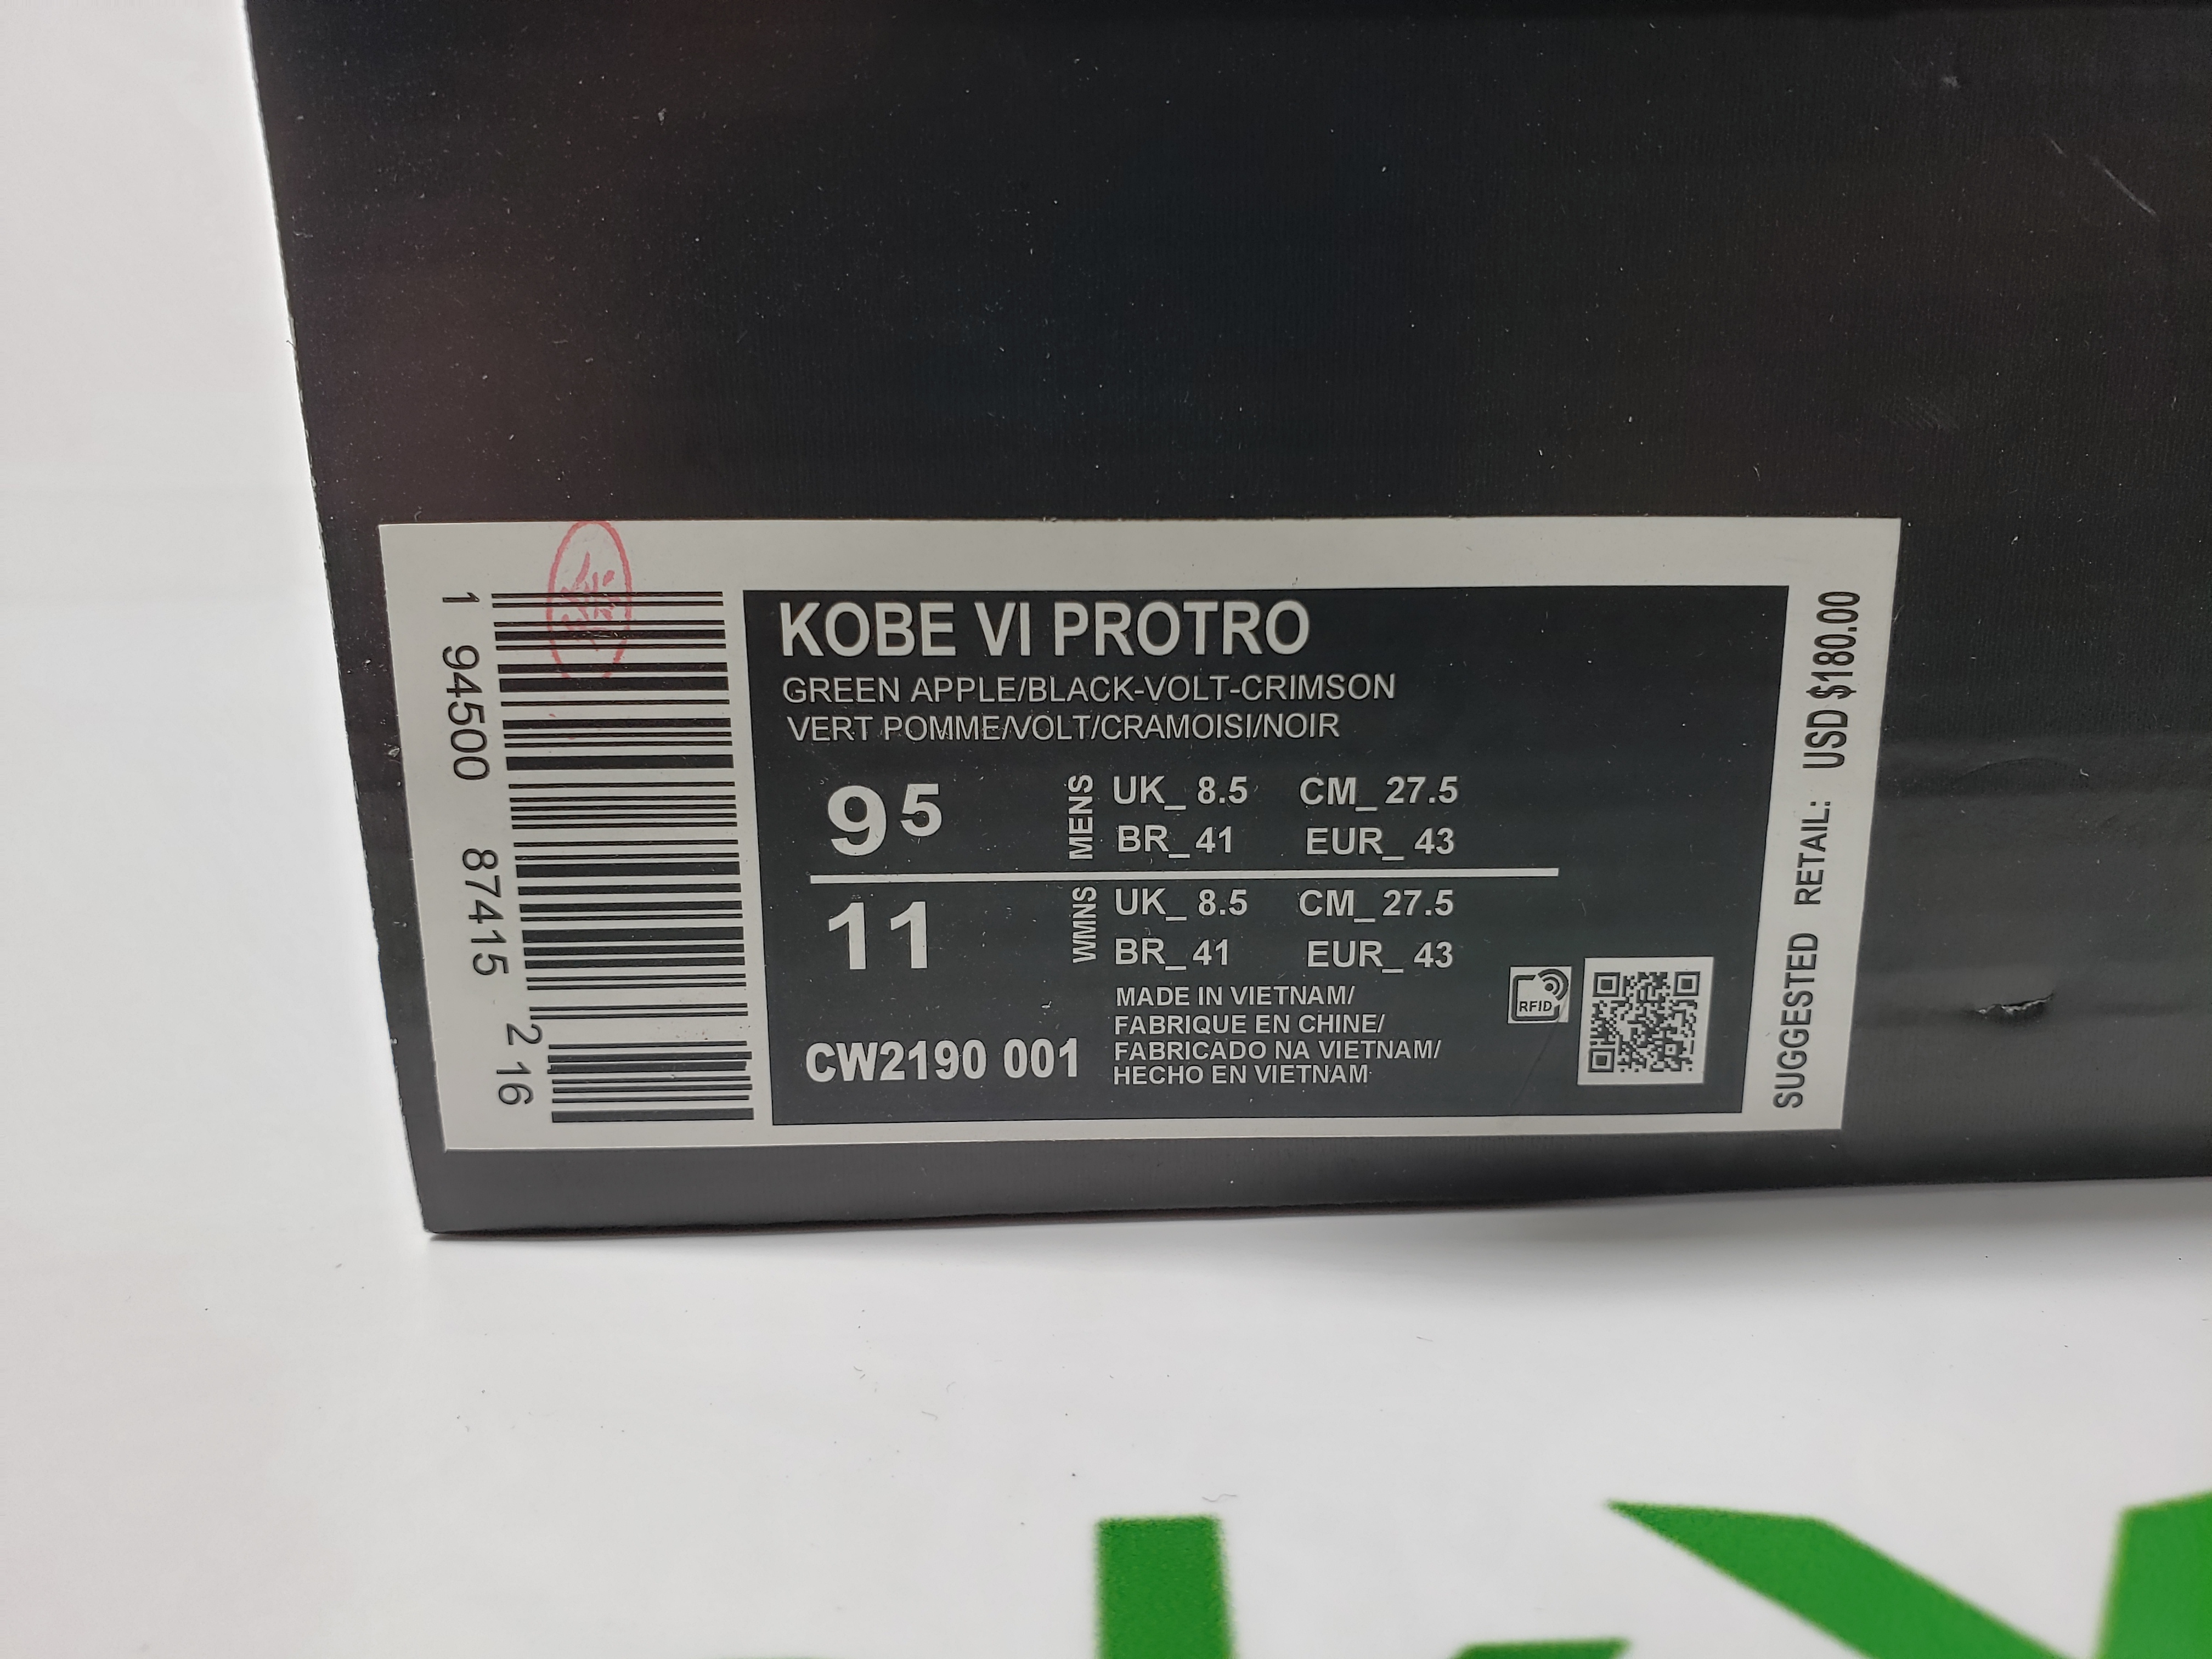 1 94500 87415 2 16
KOBE VI PROTRO
GREEN APPLE/BLACK-VOLT-CRIMSON
VERT POMME/VOLT/CRAMOISI/NOIR
9 5 MENS UK_ 8.5 CM_ 27.5
BR_ 41 EUR_ 43
11 WMNS UK_ 8.5 CM_ 27.5
BR_ 41 EUR_ 43
MADE IN VIETNAM/
FABRIQUE EN CHINE/
FABRICADO NA VIETNAM/
HECHO EN VIETNAM
CW2190 001
RFID
SUGGESTED RETAIL: USD $180.00